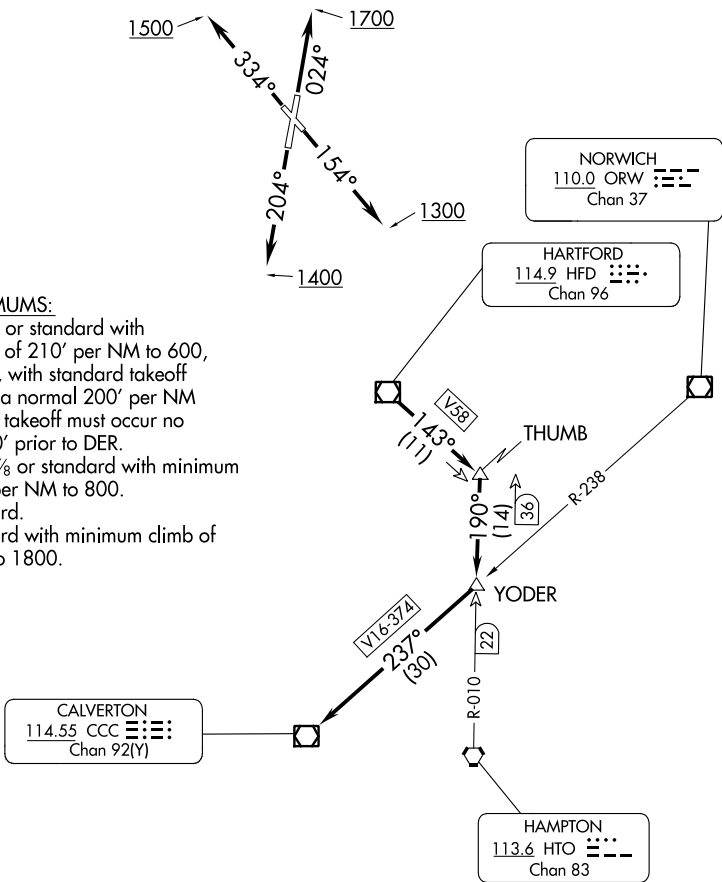 1500
1700
334°
024°
154°
204°
1300
1400
NORWICH
110.0 ORW
Chan 37
HARTFORD
114.9 HFD
Chan 96
MUMS:
or standard with
of 210' per NM to 600,
, with standard takeoff
a normal 200' per NM
takeoff must occur no
0' prior to DER.
⅞ or standard with minimum
per NM to 800.
ard.
ard with minimum climb of
o 1800.
V58
143°
(11)
THUMB
190°
(14)
36
R-238
YODER
V16-374
237°
(30)
22
R-010
CALVERTON
114.55 CCC
Chan 92(Y)
HAMPTON
113.6 HTO
Chan 83